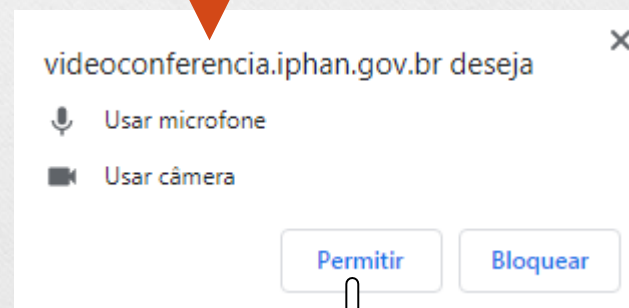 videoconferencia.iphan.gov.br deseja
Usar microfone
Usar câmera
Permitir Bloquear